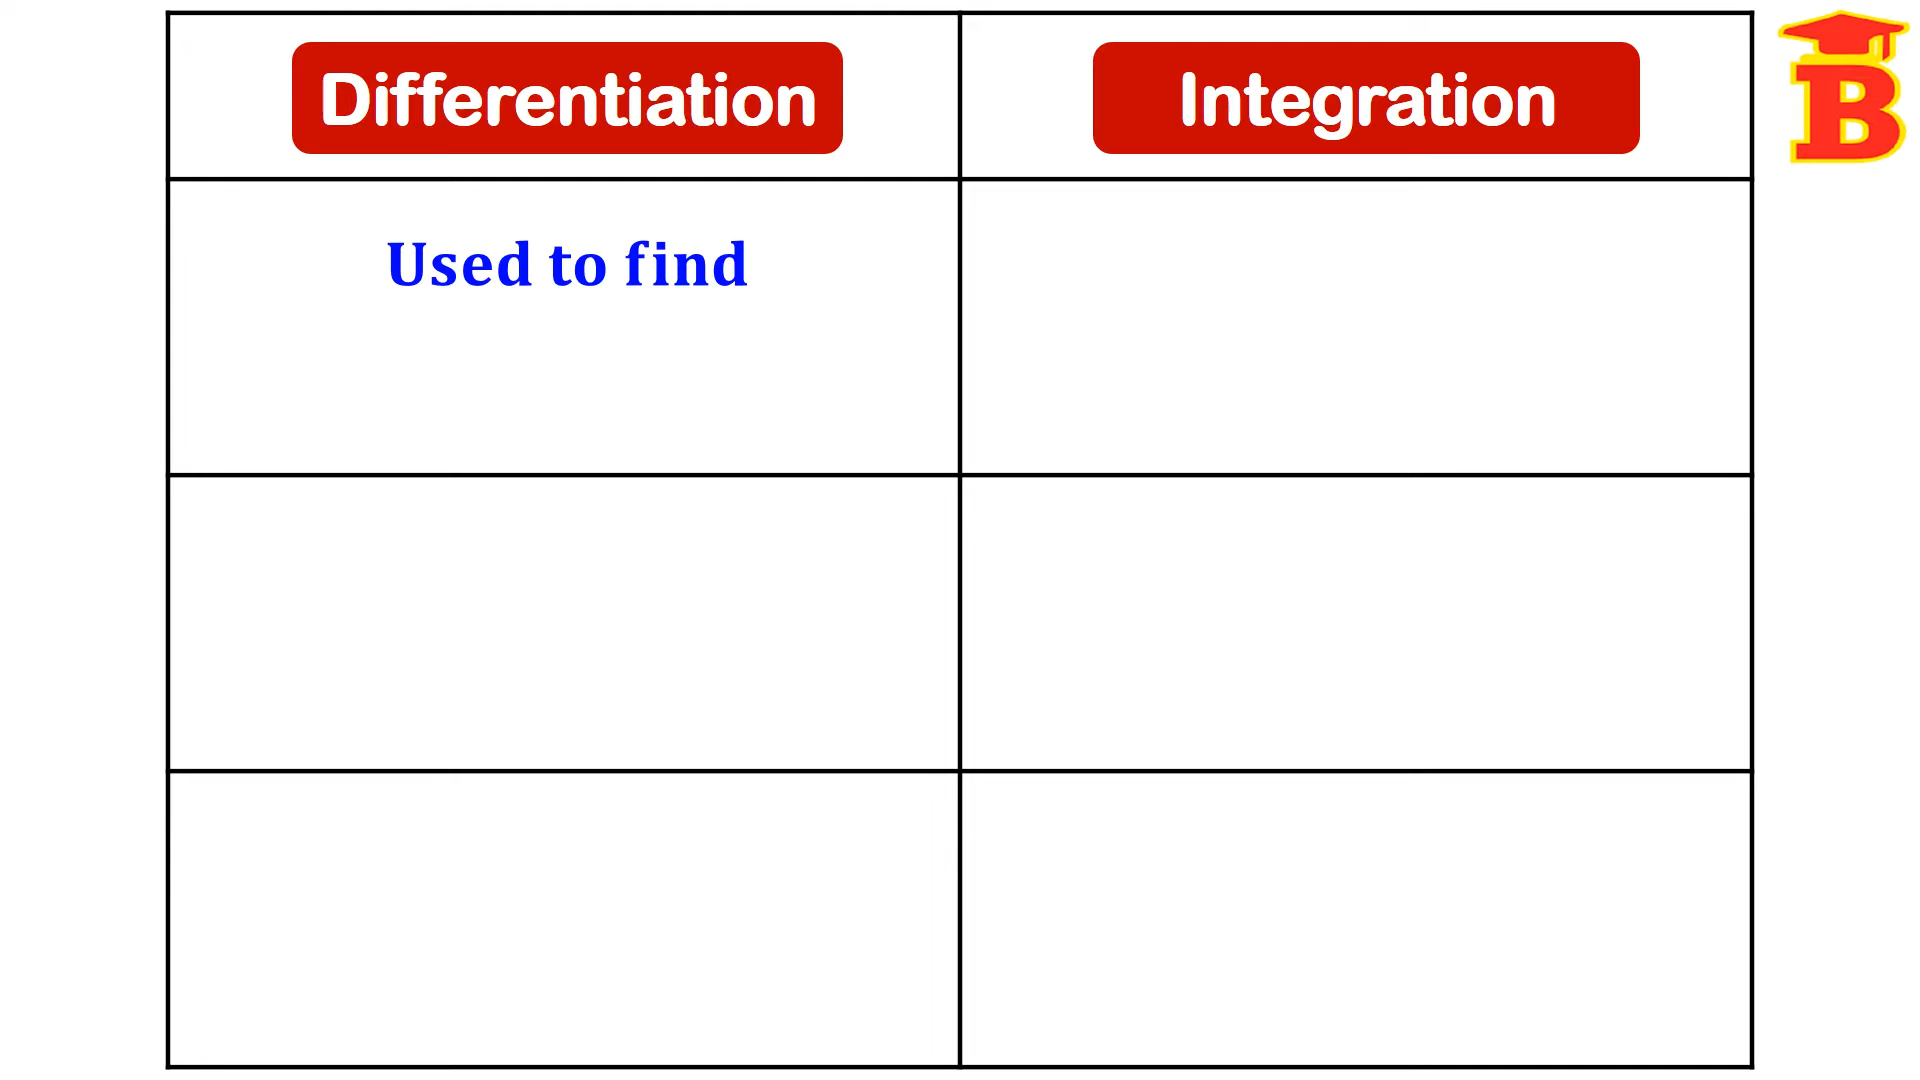 Differentiation
Integration
B
Used to find